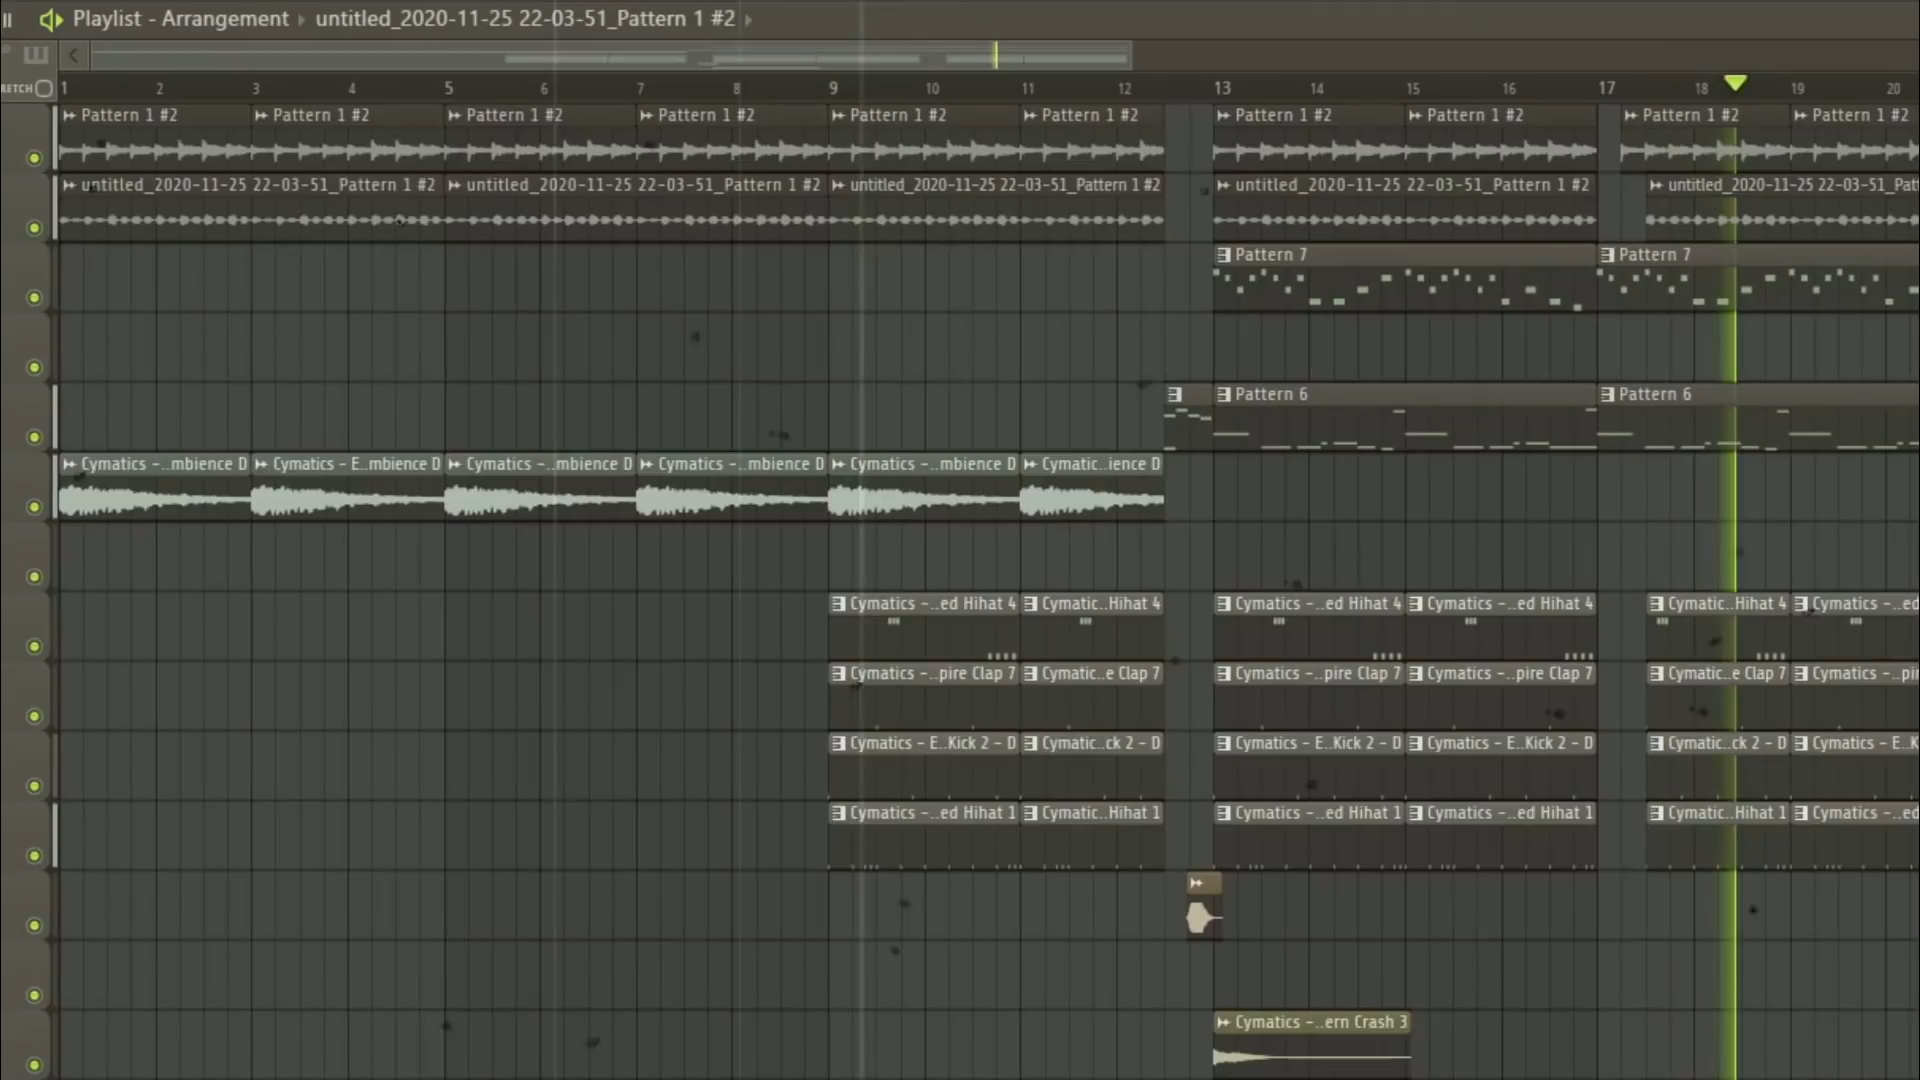 Playlist - Arrangement › untitled_2020-11-25 22-03-51_Pattern 1 #2 ›
RETCH
1 2 3 4 5 6 7 8 9 10 11 12 13 14 15 16 17 18 19 20
Pattern 1 #2 Pattern 1 #2 Pattern 1 #2 Pattern 1 #2 Pattern 1 #2 Pattern 1 #2 Pattern 1 #2 Pattern 1 #2 Pattern 1 #2 Pattern 1 #2
untitled_2020-11-25 22-03-51_Pattern 1 #2 untitled_2020-11-25 22-03-51_Pattern 1 #2 untitled_2020-11-25 22-03-51_Pattern 1 #2 untitled_2020-11-25 22-03-51_Pattern 1 #2 untitled_2020-11-25 22-03-51_Patt
Pattern 7 Pattern 7
Pattern 6 Pattern 6
Cymatics -..mbience D Cymatics - E..mbience D Cymatics -..mbience D Cymatics -..mbience D Cymatics -..mbience D Cymatic..ience D
Cymatics -..ed Hihat 4 Cymatic..Hihat 4 Cymatics -..ed Hihat 4 Cymatics -..ed Hihat 4 Cymatic..Hihat 4 Cymatics -..ed
Cymatics -..pire Clap 7 Cymatic..e Clap 7 Cymatics -..pire Clap 7 Cymatics -..pire Clap 7 Cymatic..e Clap 7 Cymatics -..pir
Cymatics - E..Kick 2 - D Cymatic..ck 2 - D Cymatics - E..Kick 2 - D Cymatics - E..Kick 2 - D Cymatic..ck 2 - D Cymatics - E..K
Cymatics -..ed Hihat 1 Cymatic..Hihat 1 Cymatics -..ed Hihat 1 Cymatics -..ed Hihat 1 Cymatic..Hihat 1 Cymatics -..ed
Cymatics -..ern Crash 3